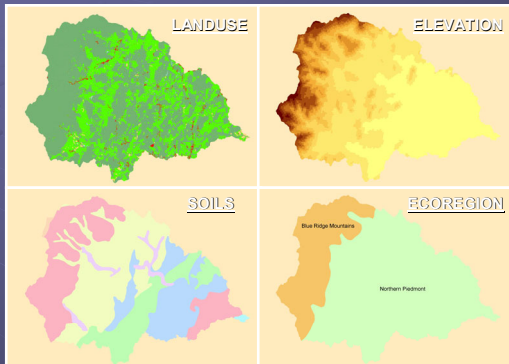 LANDUSE
ELEVATION
SOILS
ECOREGION
Blue Ridge Mountains
Northern Piedmont